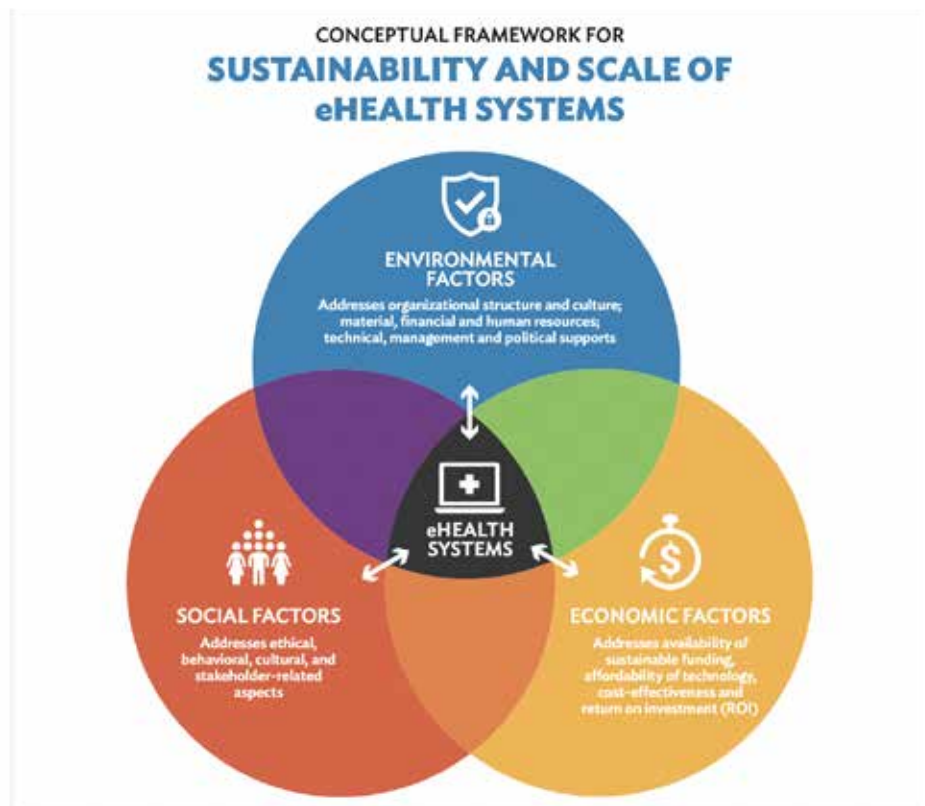 CONCEPTUAL FRAMEWORK FOR
SUSTAINABILITY AND SCALE OF
eHEALTH SYSTEMS
ENVIRONMENTAL
FACTORS
Addresses organizational structure and culture;
material, financial and human resources;
technical, management and political supports
eHEALTH
SYSTEMS
SOCIAL FACTORS
Addresses ethical,
behavioral, cultural, and
stakeholder-related
aspects
$
ECONOMIC FACTORS
Addresses availability of
sustainable funding,
affordability of technology,
cost-effectiveness and
return on investment (ROI)